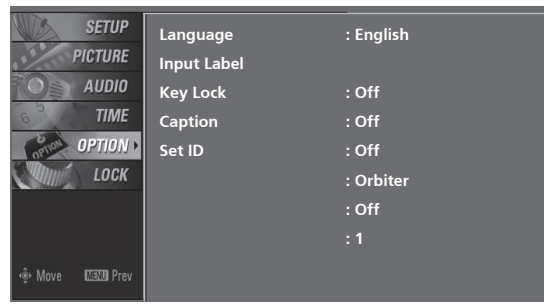 SETUP
PICTURE
AUDIO
TIME
OPTION
LOCK
Move MENU Prev
Language : English
Input Label
Key Lock : Off
Caption : Off
Set ID : Off
: Orbiter
: Off
: 1